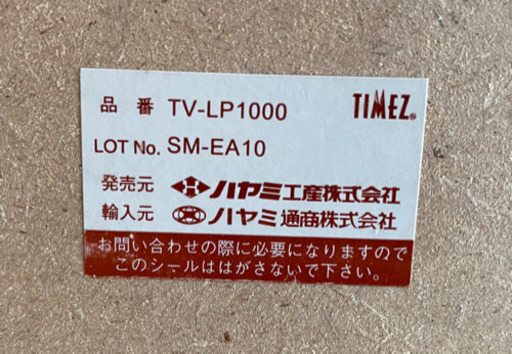 品番 TV-LP1000 TIMEZ®
LOT No. SM-EA10
発売元 ハヤミ工産株式会社
輸入元 ハヤミ通商株式会社
お問い合わせの際に必要になりますので
このシールははがさないで下さい。